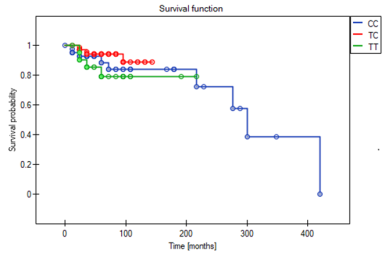 Survival function
CC
TC
TT
Survival probability
1
0.8
0.6
0.4
0.2
0
0 100 200 300 400
Time [months]